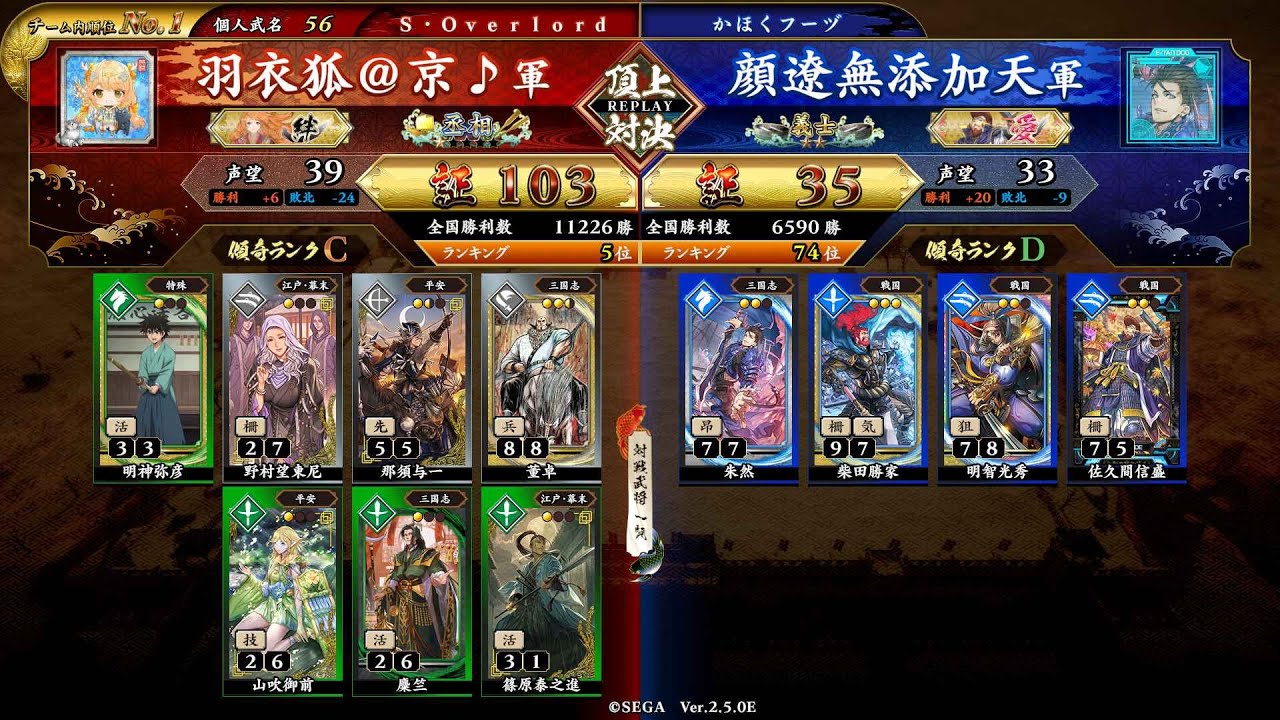 チーム内順位 No.1 個人武名 56 S・Overlord かほくフーヅ
羽衣狐@京♪軍 頂上 REPLAY 対決 顔遼無添加天軍
絆 丞相 義士 愛
声望 39 証 103 証 35 声望 33
勝利 +6 敗北 -24 勝利 +20 敗北 -9
全国勝利数 11226勝 全国勝利数 6590勝
ランキング 5位 ランキング 74位
傾奇ランクC 傾奇ランクD
特殊 江戸・幕末 平安 三国志 三国志 戦国 戦国 戦国
活 柵 先 兵 昂 柵 気 狙 柵
3 3 2 7 5 5 8 8 7 7 9 7 7 8 7 5
明神弥彦 野村望東尼 那須与一 董卓 朱然 柴田勝家 明智光秀 佐久間信盛
対戦武将一覧
平安 三国志 江戸・幕末
技 活 活
2 6 2 6 3 1
山吹御前 麋竺 篠原泰之進
©SEGA Ver.2.5.0E